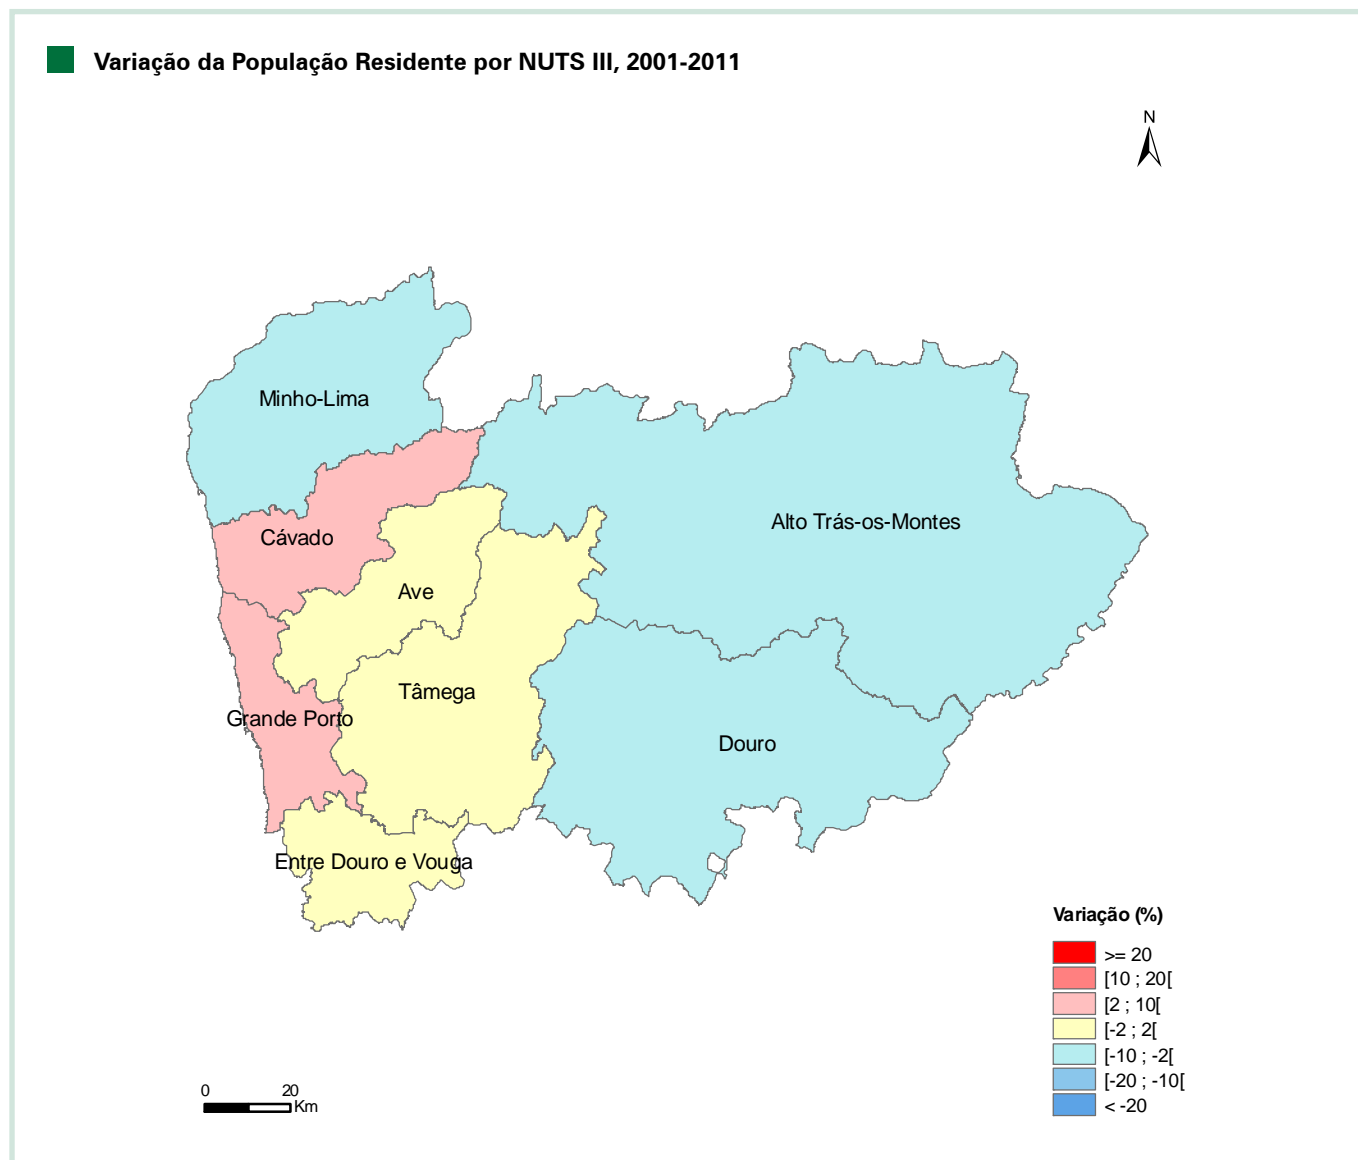 Variação da População Residente por NUTS III, 2001-2011
N
Minho-Lima
Alto Trás-os-Montes
Cávado
Ave
Tâmega
Grande Porto
Douro
Entre Douro e Vouga
Variação (%)
>= 20
[10 ; 20[
[2 ; 10[
[-2 ; 2[
[-10 ; -2[
[-20 ; -10[
< -20
0 20
Km